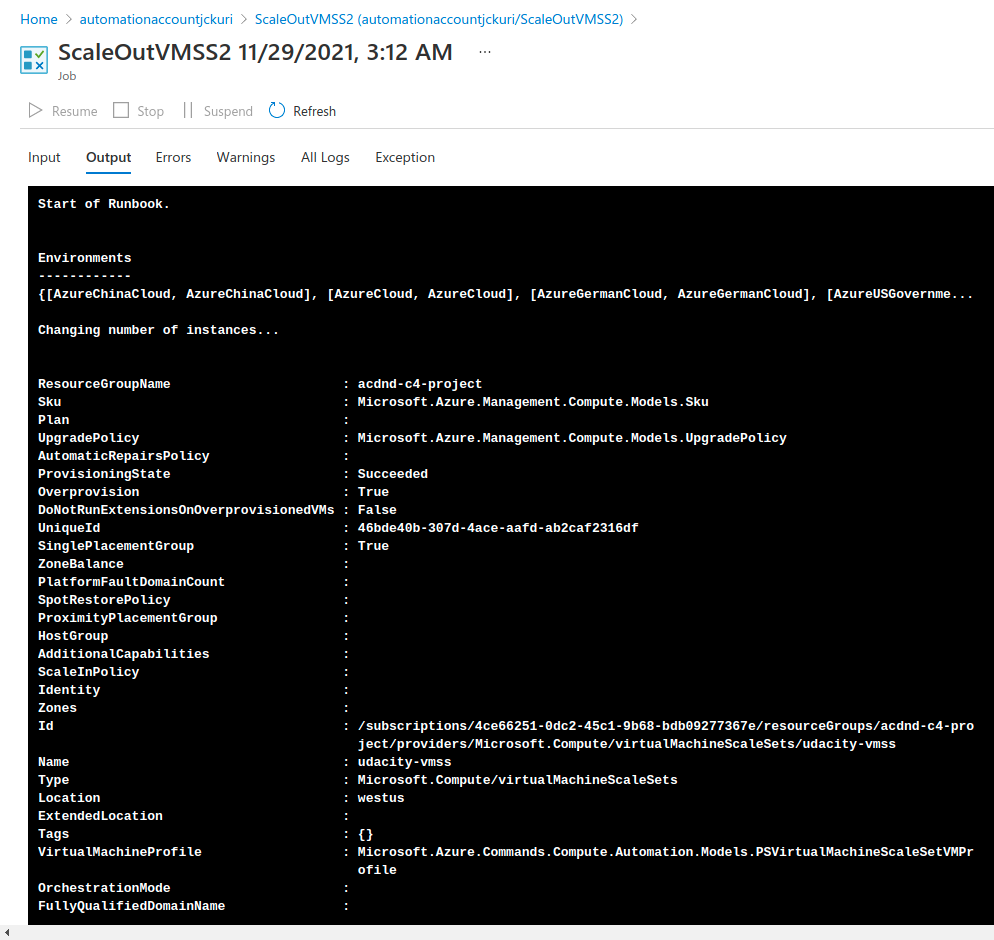 Home > automationaccountjckuri > ScaleOutVMSS2 (automationaccountjckuri/ScaleOutVMSS2) >
ScaleOutVMSS2 11/29/2021, 3:12 AM ...
Job
Resume Stop Suspend Refresh
Input Output Errors Warnings All Logs Exception
Start of Runbook.
Environments
------------
{[AzureChinaCloud, AzureChinaCloud], [AzureCloud, AzureCloud], [AzureGermanCloud, AzureGermanCloud], [AzureUSGovernme...
Changing number of instances...
ResourceGroupName : acdnd-c4-project
Sku : Microsoft.Azure.Management.Compute.Models.Sku
Plan :
UpgradePolicy : Microsoft.Azure.Management.Compute.Models.UpgradePolicy
AutomaticRepairsPolicy :
ProvisioningState : Succeeded
Overprovision : True
DoNotRunExtensionsOnOverprovisionedVMs : False
UniqueId : 46bde40b-307d-4ace-aafd-ab2caf2316df
SinglePlacementGroup : True
ZoneBalance :
PlatformFaultDomainCount :
SpotRestorePolicy :
ProximityPlacementGroup :
HostGroup :
AdditionalCapabilities :
ScaleInPolicy :
Identity :
Zones :
Id : /subscriptions/4ce66251-0dc2-45c1-9b68-bdb09277367e/resourceGroups/acdnd-c4-pro
ject/providers/Microsoft.Compute/virtualMachineScaleSets/udacity-vmss
Name : udacity-vmss
Type : Microsoft.Compute/virtualMachineScaleSets
Location : westus
ExtendedLocation :
Tags : {}
VirtualMachineProfile : Microsoft.Azure.Commands.Compute.Automation.Models.PSVirtualMachineScaleSetVMPr
ofile
OrchestrationMode :
FullyQualifiedDomainName :